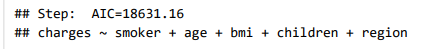 ## Step:  AIC=18631.16
## charges ~ smoker + age + bmi + children + region